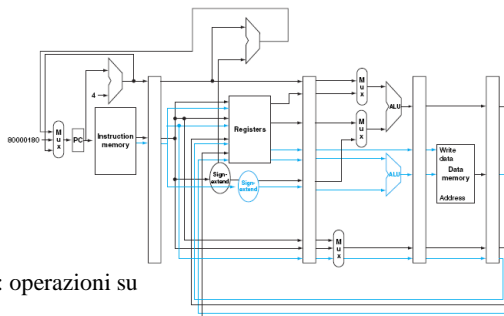 M
u
x
ALU
4
M
u
x
80000180
PC
Instruction
memory
Registers
M
u
x
Write
data
Data
memory
Address
ALU
Sign-
extend
Sign-
extend
M
u
x
: operazioni su